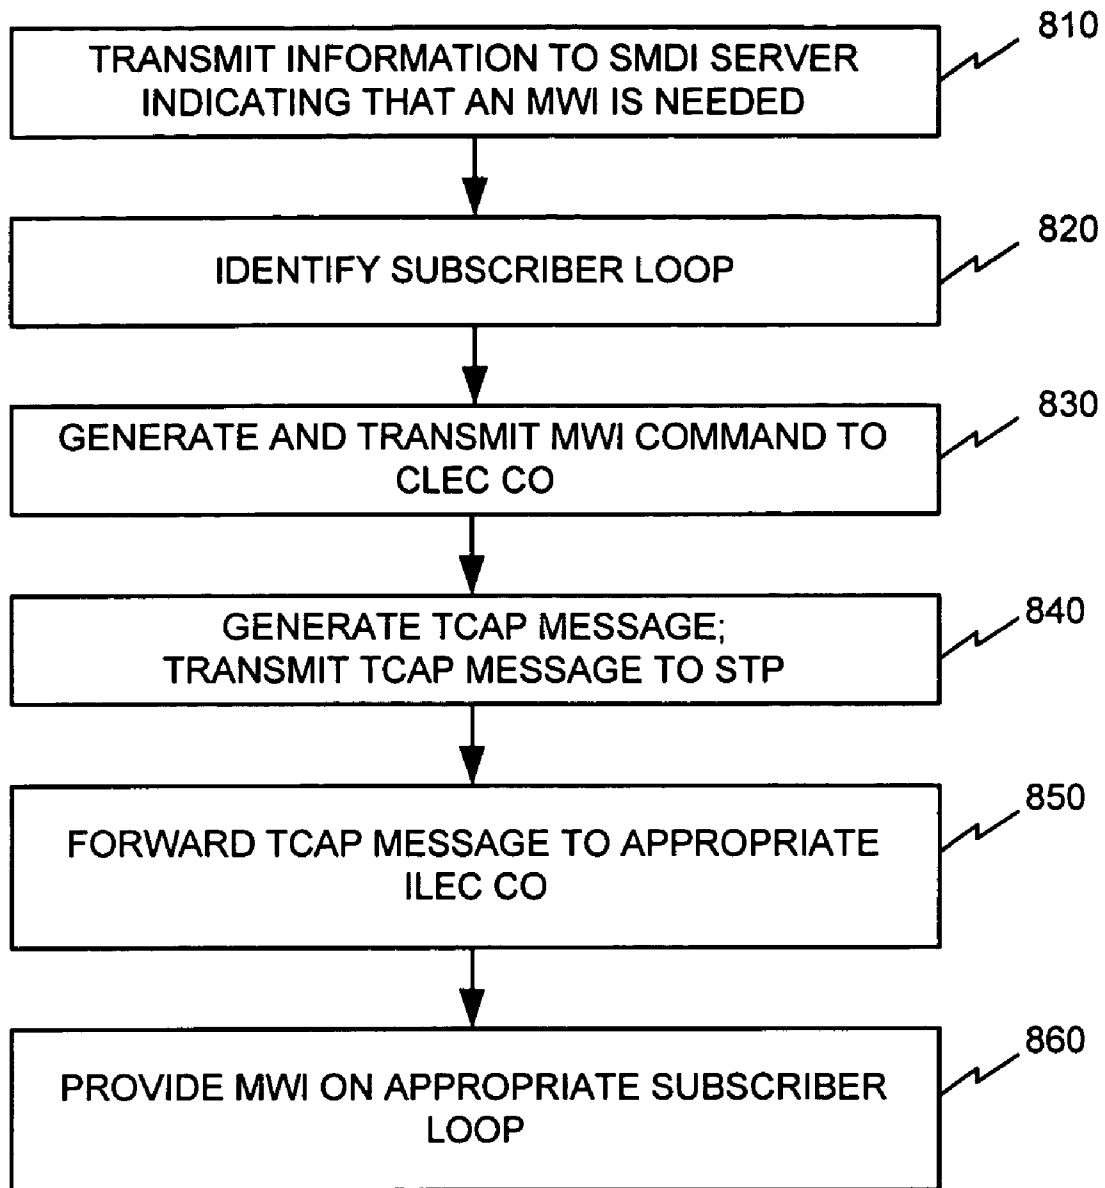 810
TRANSMIT INFORMATION TO SMDI SERVER
INDICATING THAT AN MWI IS NEEDED
820
IDENTIFY SUBSCRIBER LOOP
830
GENERATE AND TRANSMIT MWI COMMAND TO
CLEC CO
840
GENERATE TCAP MESSAGE;
TRANSMIT TCAP MESSAGE TO STP
850
FORWARD TCAP MESSAGE TO APPROPRIATE
ILEC CO
860
PROVIDE MWI ON APPROPRIATE SUBSCRIBER
LOOP